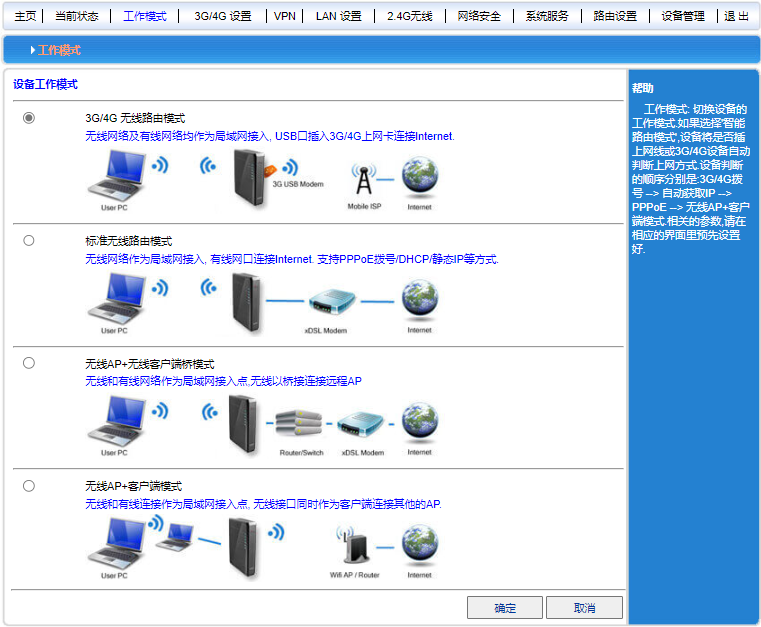 主页 | 当前状态 | 工作模式 | 3G/4G 设置 | VPN | LAN 设置 | 2.4G无线 | 网络安全 | 系统服务 | 路由设置 | 设备管理 | 退 出
工作模式
设备工作模式
3G/4G 无线路由模式
无线网络及有线网络均作为局域网接入, USB口插入3G/4G上网卡连接Internet.
3G USB Modem
User PC
Mobile ISP
Internet
标准无线路由模式
无线网络作为局域网接入, 有线网口连接Internet. 支持PPPoE拨号/DHCP/静态IP等方式.
User PC
xDSL Modem
Internet
无线AP+无线客户端桥模式
无线和有线网络作为局域网接入点,无线以桥接连接远程AP
User PC
Router/Switch
xDSL Modem
Internet
无线AP+客户端模式
无线和有线连接作为局域网接入点, 无线接口同时作为客户端连接其他的AP.
User PC
Wifi AP / Router
Internet
确定
取消
帮助
工作模式: 切换设备的
工作模式.如果选择'智能
路由模式',设备将是否插
上网线或3G/4G设备自动
判断上网方式.设备判断
的顺序分别是:3G/4G拨
号 --> 自动获取IP -->
PPPoE --> 无线AP+客户
端模式.相关的参数,请在
相应的界面里预先设置
好.